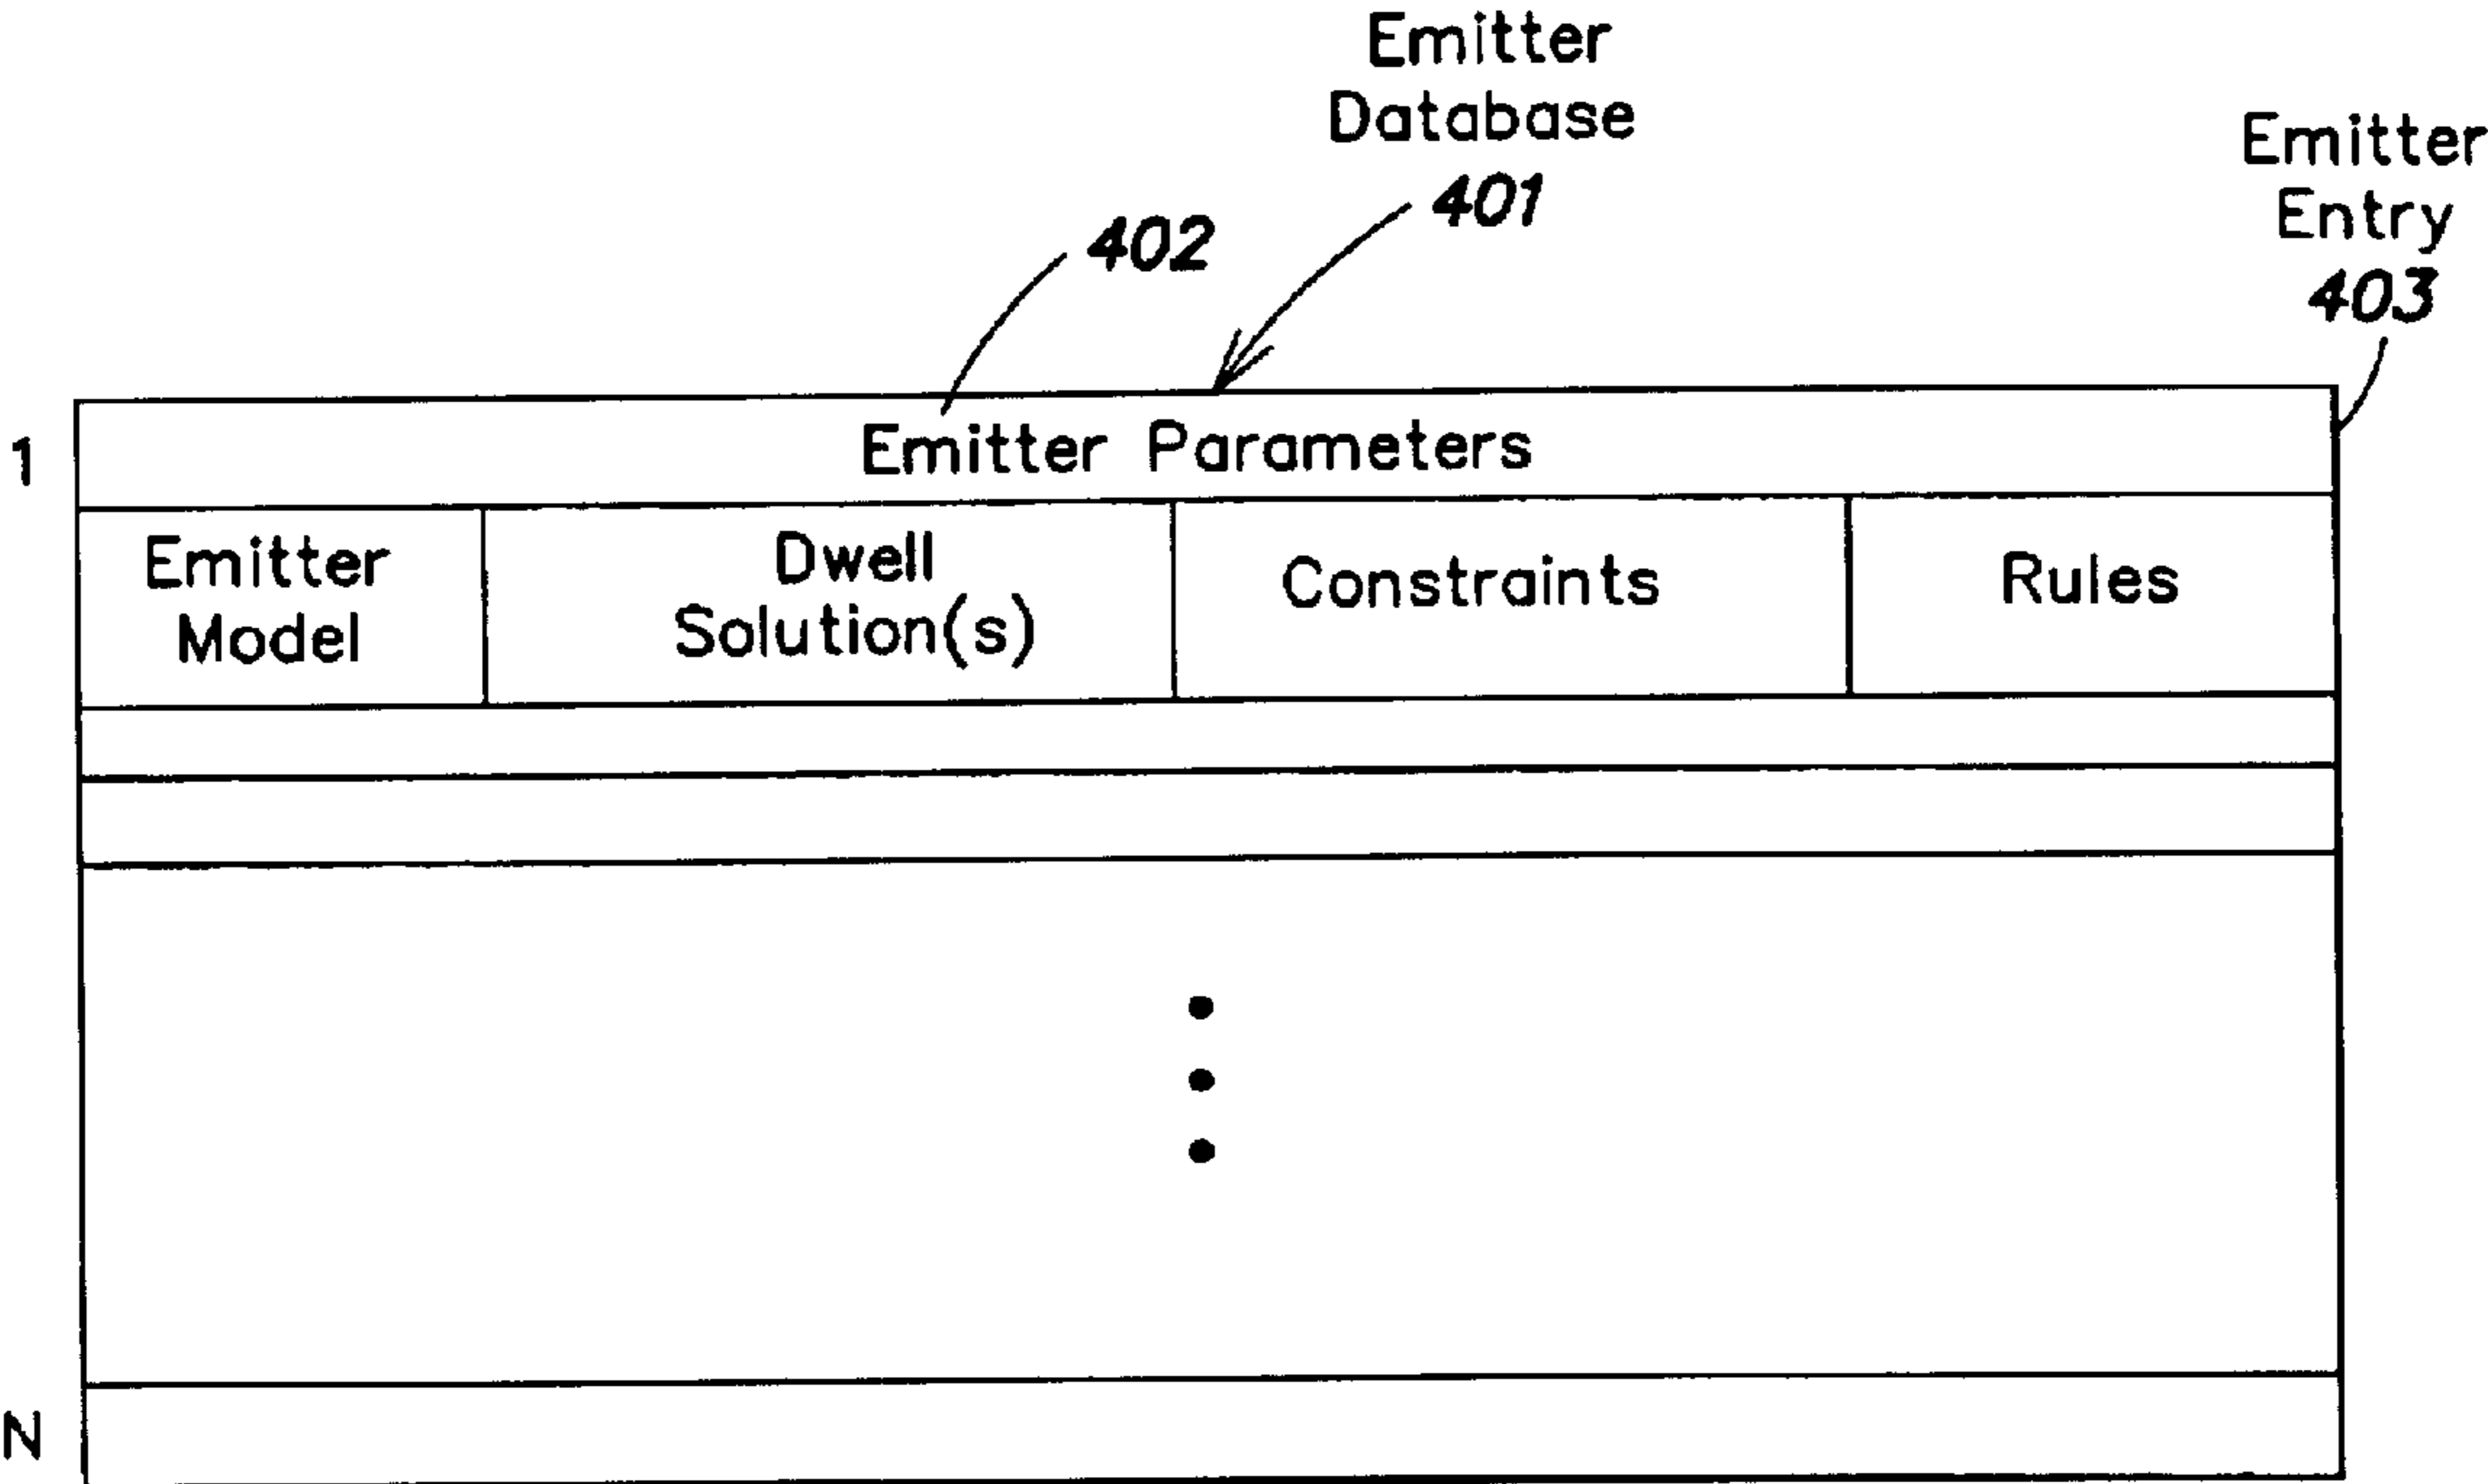 Emitter
Database
401
402
Emitter
Entry
403
1
Emitter Parameters
Emitter
Model
Dwell
Solution(s)
Constraints
Rules
N